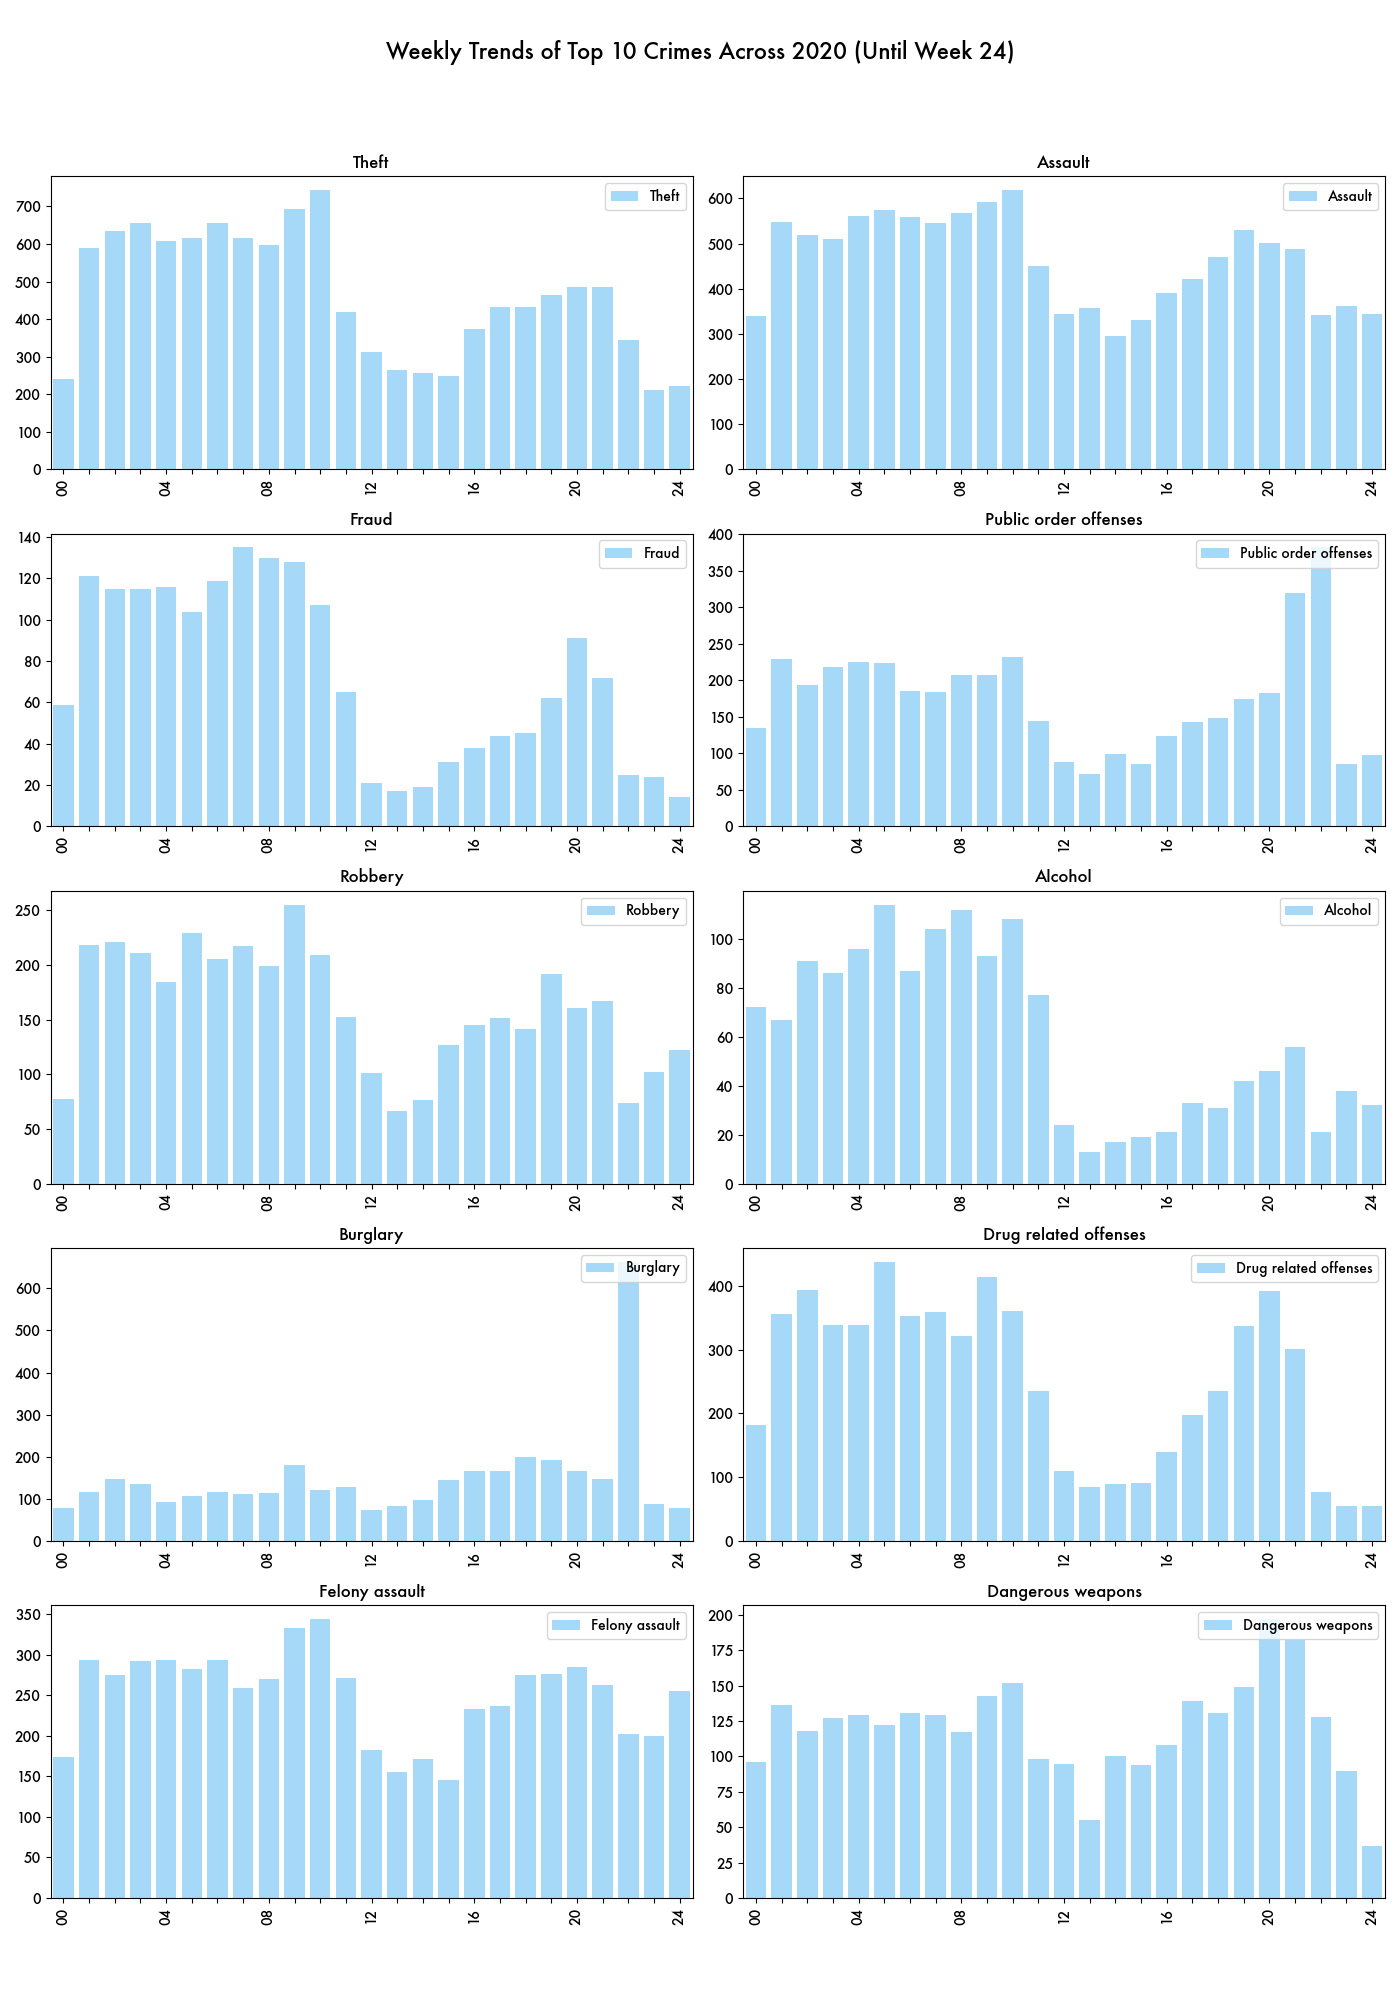 Weekly Trends of Top 10 Crimes Across 2020 (Until Week 24)
Theft
Theft
700
600
500
400
300
200
100
0
00 04 08 12 16 20 24
Assault
Assault
600
500
400
300
200
100
0
00 04 08 12 16 20 24
Fraud
Fraud
140
120
100
80
60
40
20
0
00 04 08 12 16 20 24
Public order offenses
400
Public order offenses
350
300
250
200
150
100
50
0
00 04 08 12 16 20 24
Robbery
Robbery
250
200
150
100
50
0
00 04 08 12 16 20 24
Alcohol
Alcohol
100
80
60
40
20
0
00 04 08 12 16 20 24
Burglary
Burglary
600
500
400
300
200
100
0
00 04 08 12 16 20 24
Drug related offenses
Drug related offenses
400
300
200
100
0
00 04 08 12 16 20 24
Felony assault
350
Felony assault
300
250
200
150
100
50
0
00 04 08 12 16 20 24
Dangerous weapons
200
Dangerous weapons
175
150
125
100
75
50
25
0
00 04 08 12 16 20 24